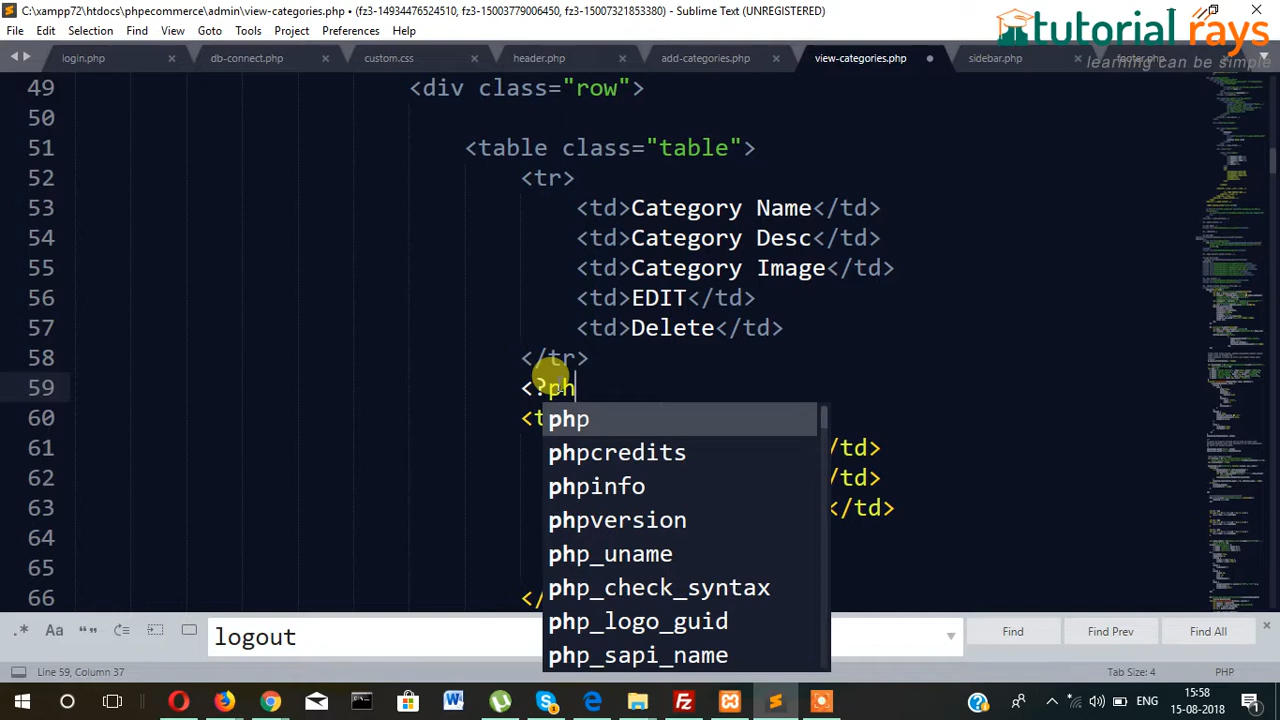 C:\xampp72\htdocs\phpecommerce\admin\view-categories.php • (fz3-14934476524510, fz3-15003779006450, fz3-15007321853380) - Sublime Text (UNREGISTERED)
tutorial rays
learning can be simple
File Edit Selection Find View Goto Tools Project Preferences Help
login.php db-connect.php custom.css header.php add-categories.php view-categories.php sidebar.php footer.php
49 <div class="row">
50
51 <table class="table">
52 <tr>
53 <td>Category Name</td>
54 <td>Category Desc</td>
55 <td>Category Image</td>
56 <td>EDIT</td>
57 <td>Delete</td>
58 </tr>
59 <?ph
60 <t
61 /td>
62 /td>
63 </td>
64
65
66 </
php
phpcredits
phpinfo
phpversion
php_uname
php_check_syntax
php_logo_guid
php_sapi_name
.* Aa “” logout Find Find Prev Find All
Line 59, Column 37 Tab Size: 4 PHP
ENG 15:58
15-08-2018